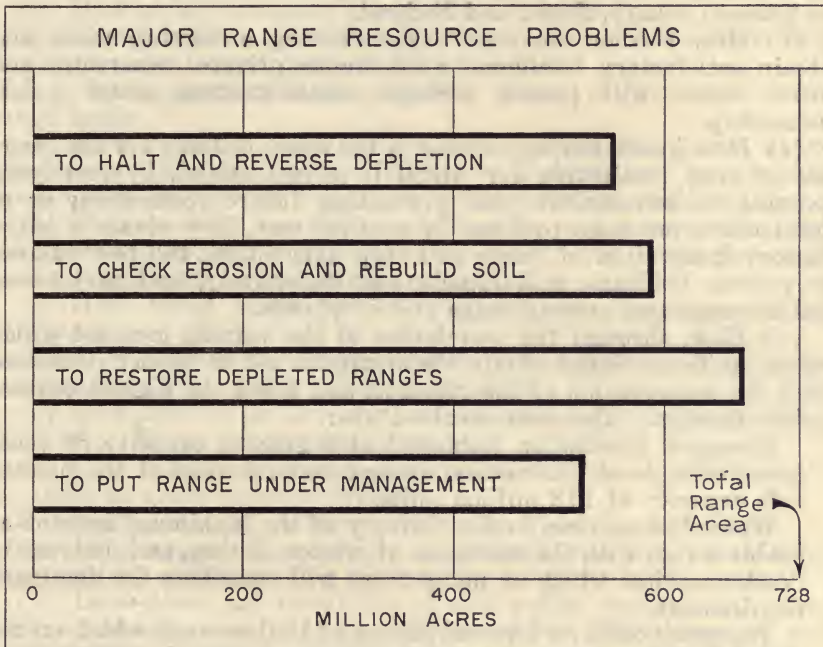 MAJOR RANGE RESOURCE PROBLEMS
TO HALT AND REVERSE DEPLETION
TO CHECK EROSION AND REBUILD SOIL
TO RESTORE DEPLETED RANGES
TO PUT RANGE UNDER MANAGEMENT
Total
Range
Area
0 200 400 600 728
MILLION ACRES